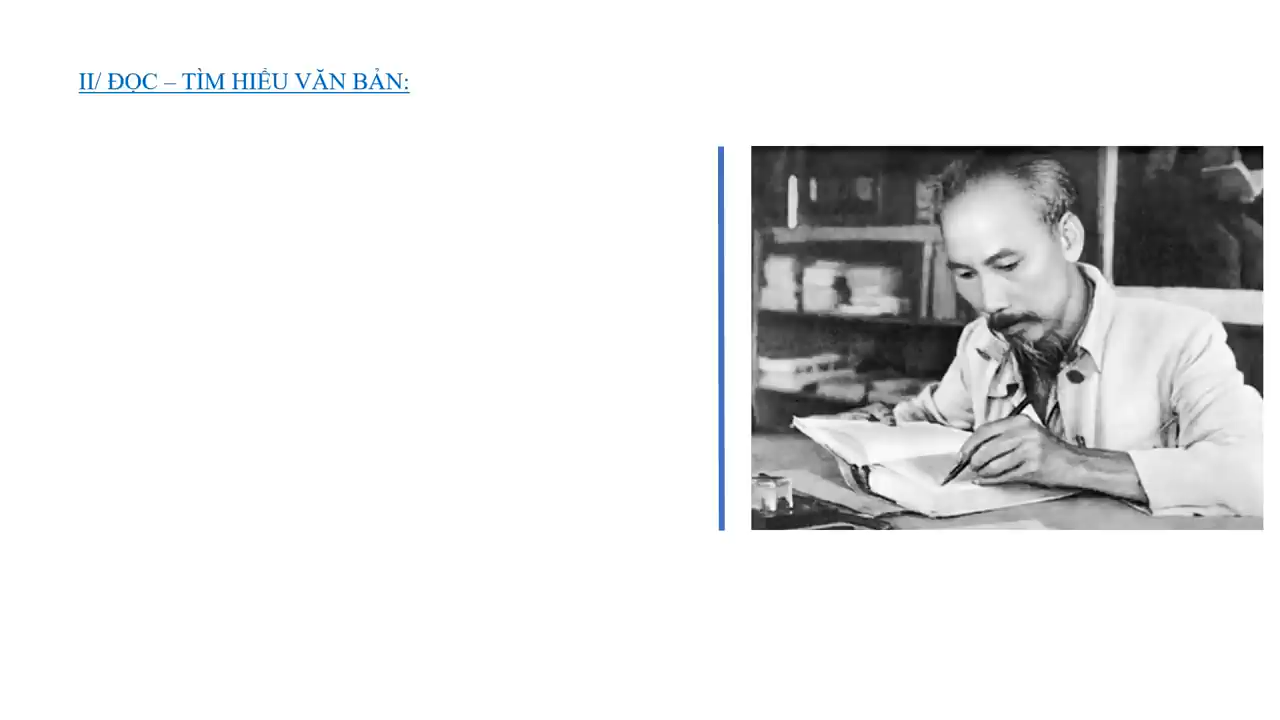 II/ ĐỌC – TÌM HIỂU VĂN BẢN: